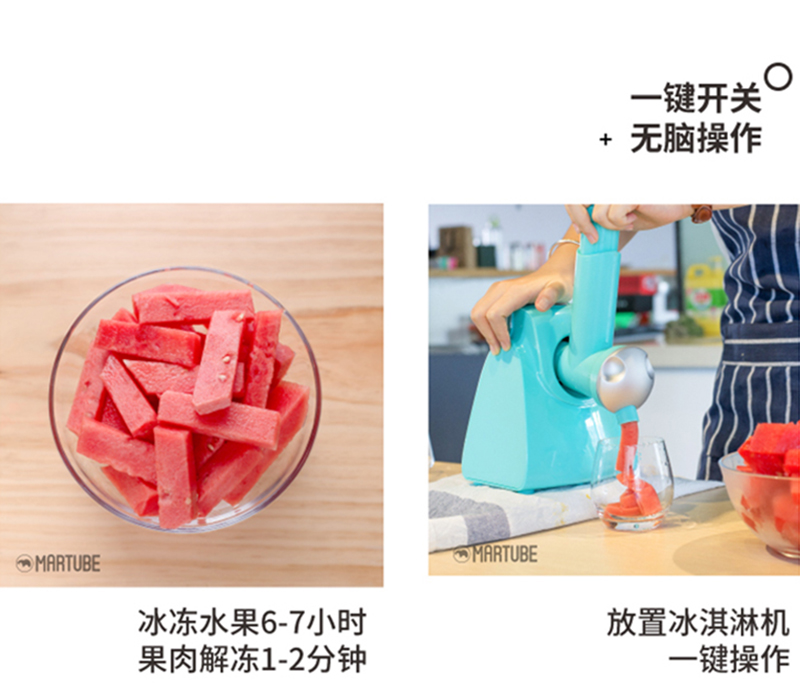 一键开关
+ 无脑操作
MARTUBE
MARTUBE
冰冻水果6-7小时
果肉解冻1-2分钟
放置冰淇淋机
一键操作